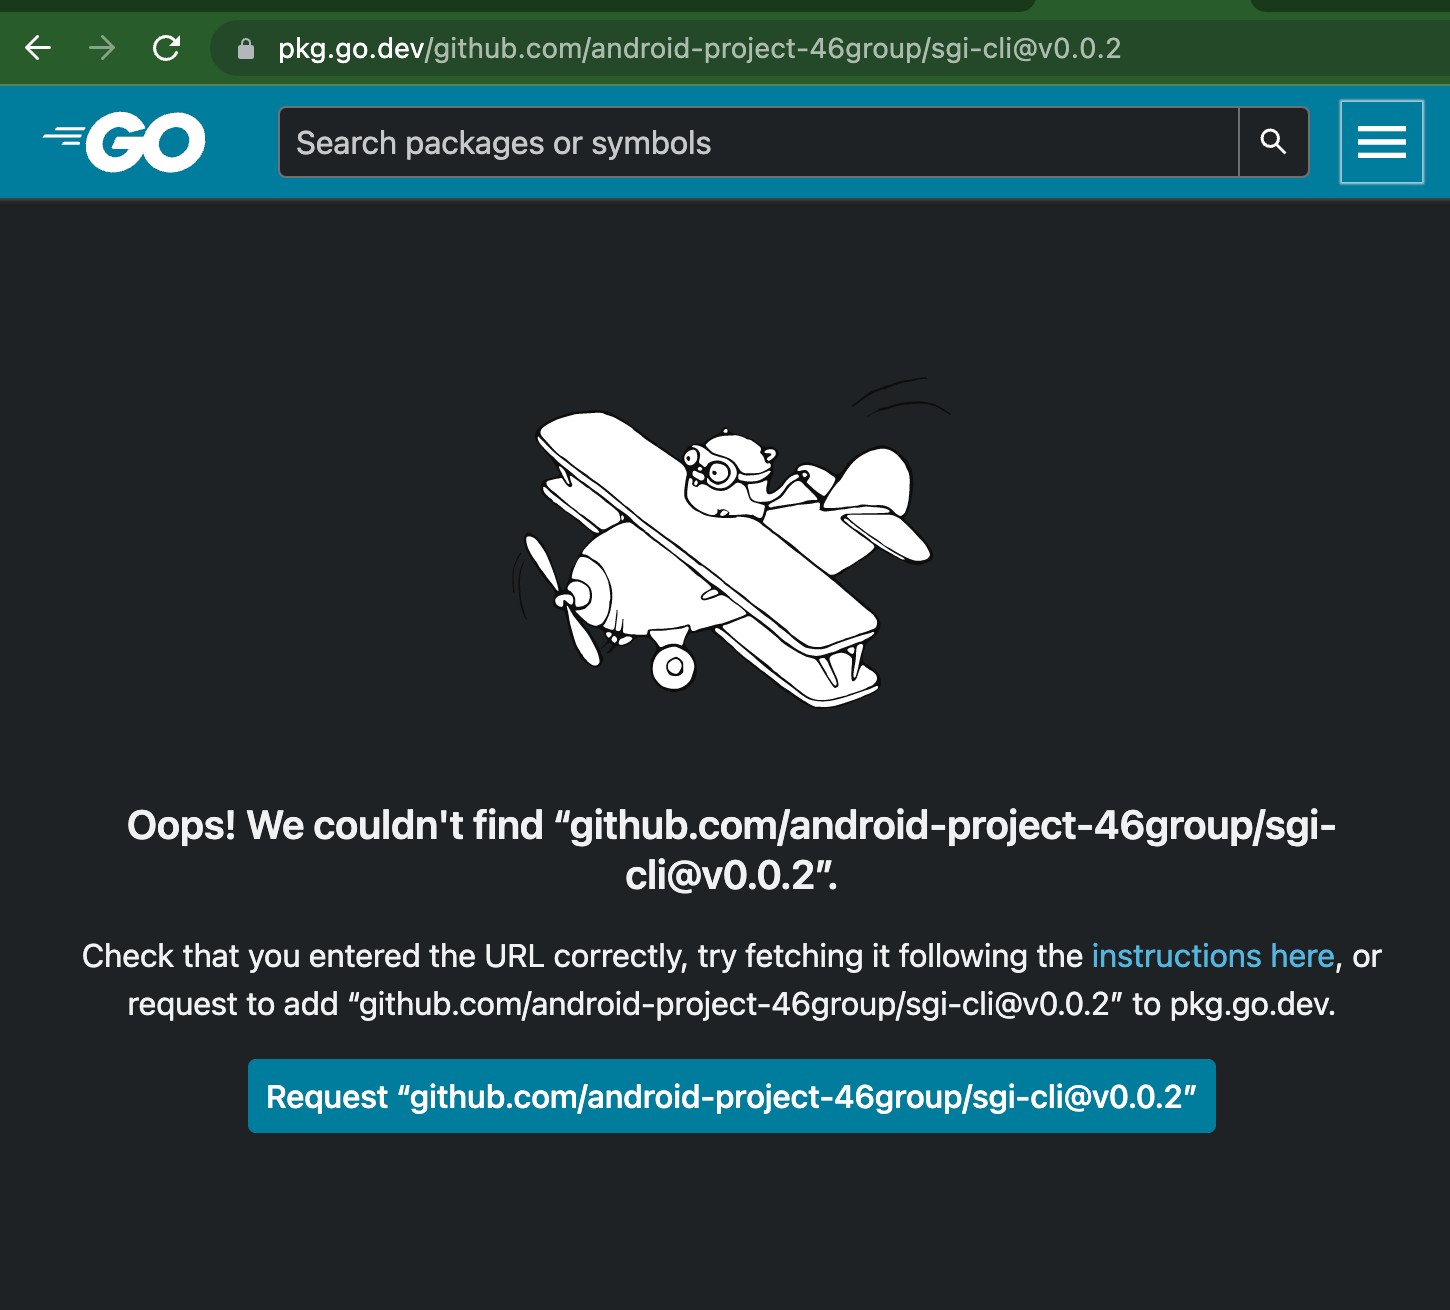 pkg.go.dev/github.com/android-project-46group/sgi-cli@v0.0.2
GO
Search packages or symbols
Oops! We couldn't find “github.com/android-project-46group/sgi-
cli@v0.0.2”.
Check that you entered the URL correctly, try fetching it following the instructions here, or
request to add “github.com/android-project-46group/sgi-cli@v0.0.2” to pkg.go.dev.
Request “github.com/android-project-46group/sgi-cli@v0.0.2”